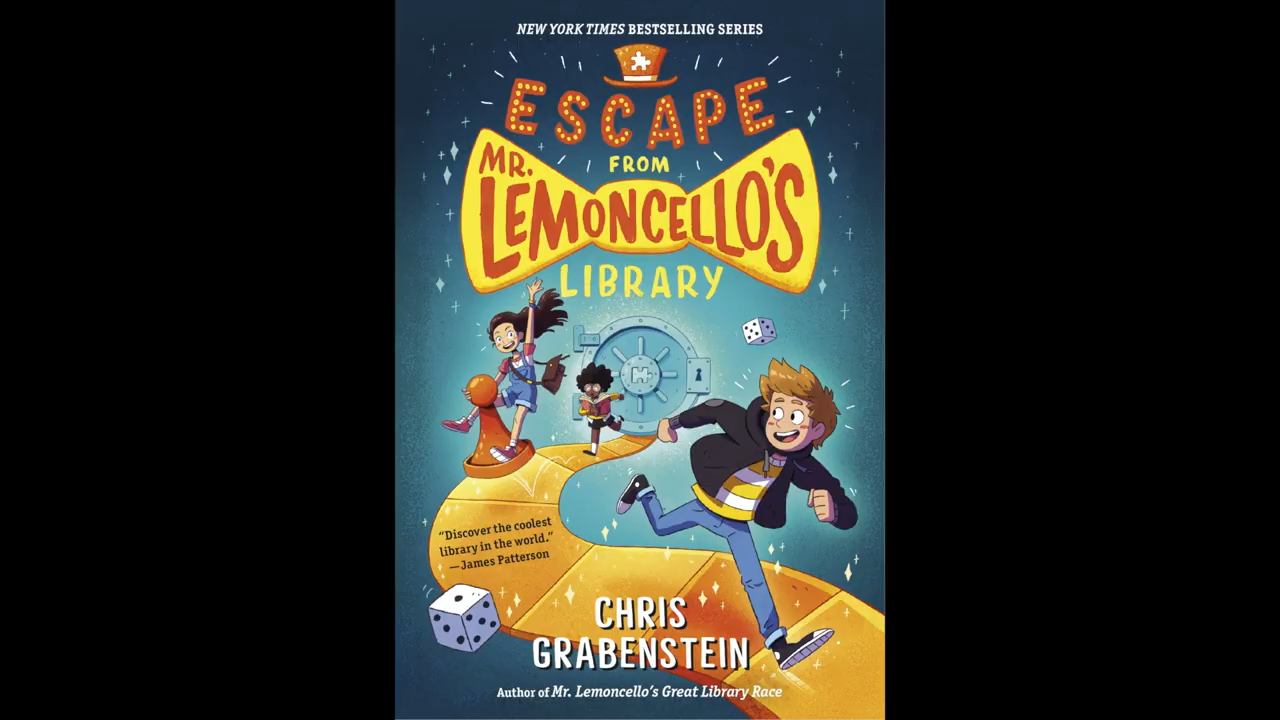 NEW YORK TIMES BESTSELLING SERIES
ESCAPE
FROM
MR.
LEMONCELLO'S
LIBRARY
“Discover the coolest
library in the world.”
—James Patterson
CHRIS
GRABENSTEIN
Author of Mr. Lemoncello's Great Library Race